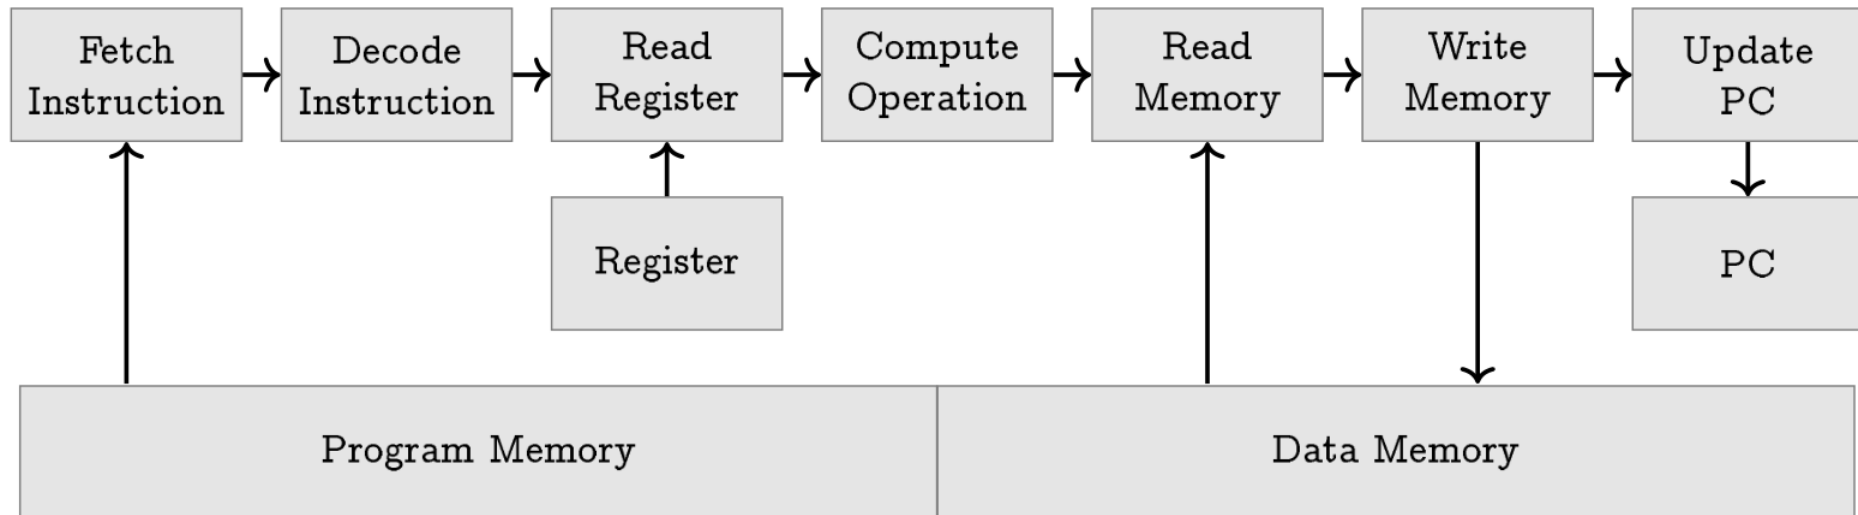 Fetch
Instruction
Decode
Instruction
Read
Register
Compute
Operation
Read
Memory
Write
Memory
Update
PC
Register
PC
Program Memory
Data Memory